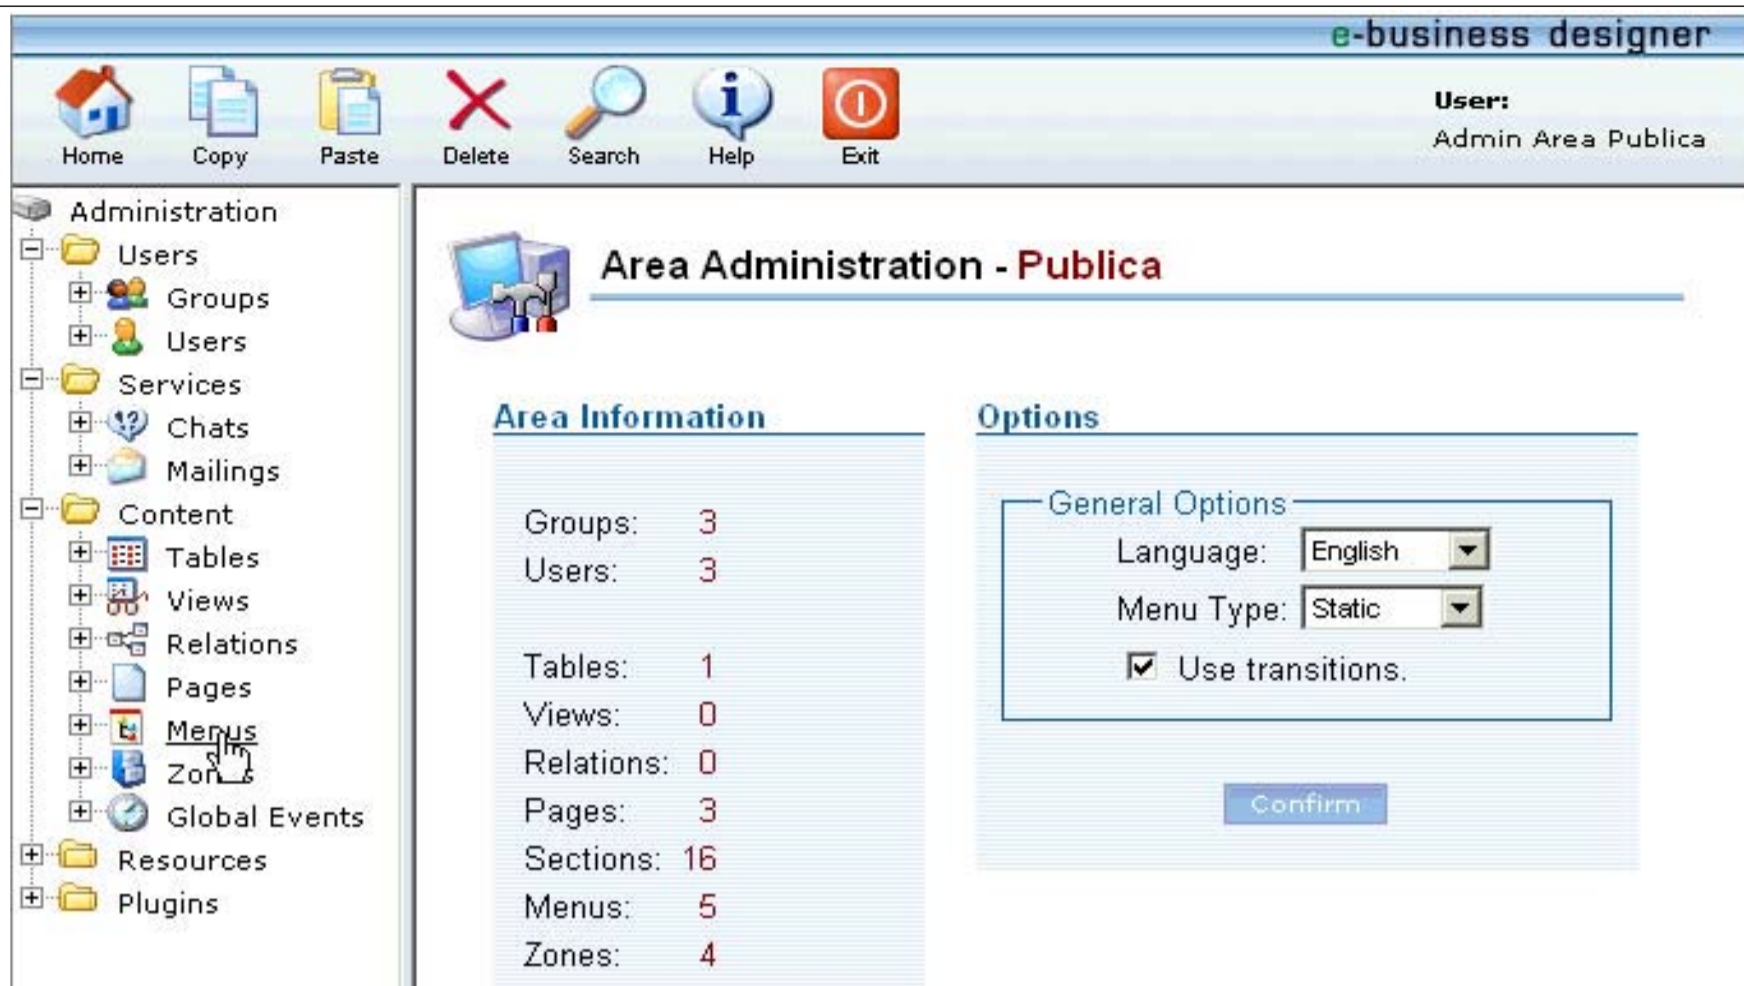 e-business designer
Home Copy Paste Delete Search Help Exit
User:
Admin Area Publica
Administration
Users
Groups
Users
Services
Chats
Mailings
Content
Tables
Views
Relations
Pages
Menus
Zones
Global Events
Resources
Plugins
Area Administration - Publica
Area Information
Groups: 3
Users: 3
Tables: 1
Views: 0
Relations: 0
Pages: 3
Sections: 16
Menus: 5
Zones: 4
Options
General Options
Language: English
Menu Type: Static
Use transitions.
Confirm